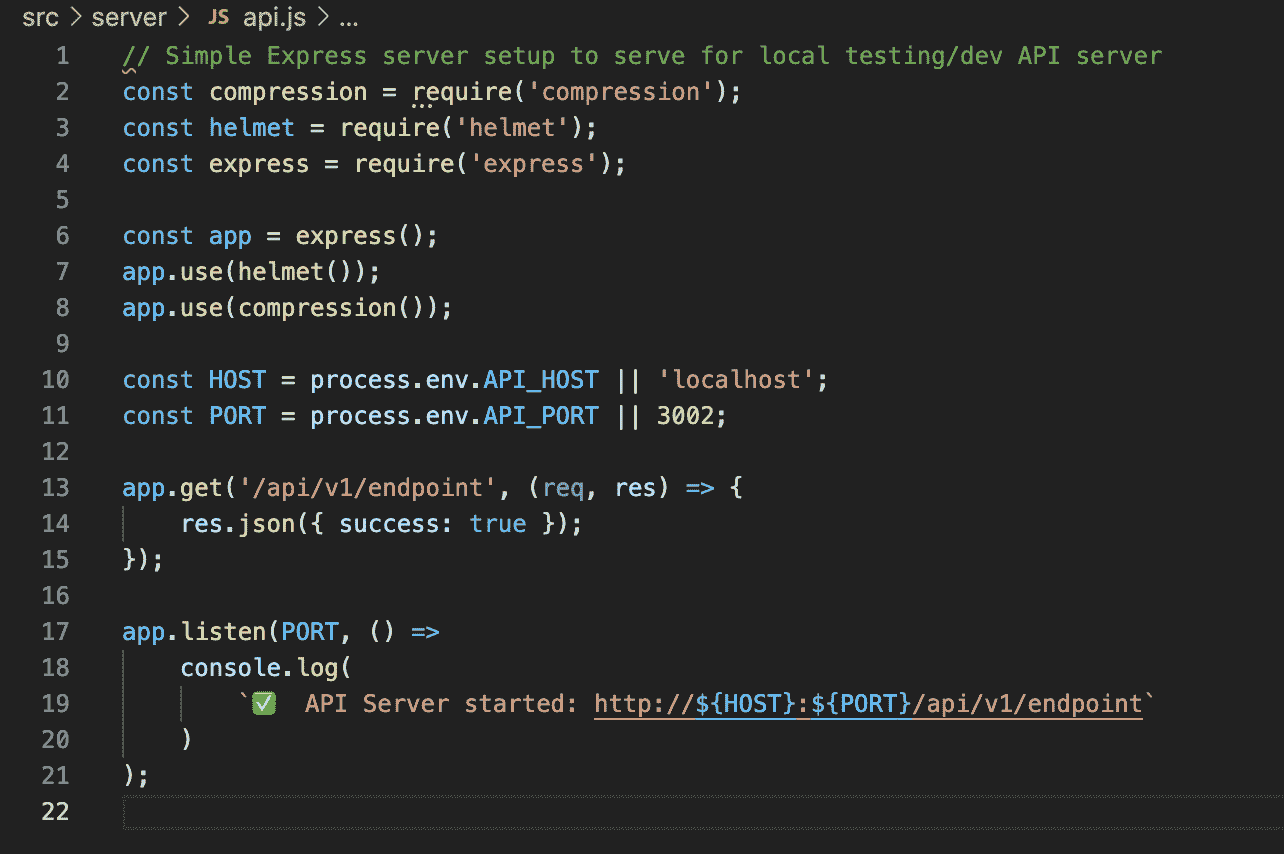 src > server > JS api.js > ...
1 // Simple Express server setup to serve for local testing/dev API server
2 const compression = require('compression');
3 const helmet = require('helmet');
4 const express = require('express');
5
6 const app = express();
7 app.use(helmet());
8 app.use(compression());
9
10 const HOST = process.env.API_HOST || 'localhost';
11 const PORT = process.env.API_PORT || 3002;
12
13 app.get('/api/v1/endpoint', (req, res) => {
14     res.json({ success: true });
15 });
16
17 app.listen(PORT, () =>
18     console.log(
19         `✅  API Server started: http://${HOST}:${PORT}/api/v1/endpoint`
20     )
21 );
22